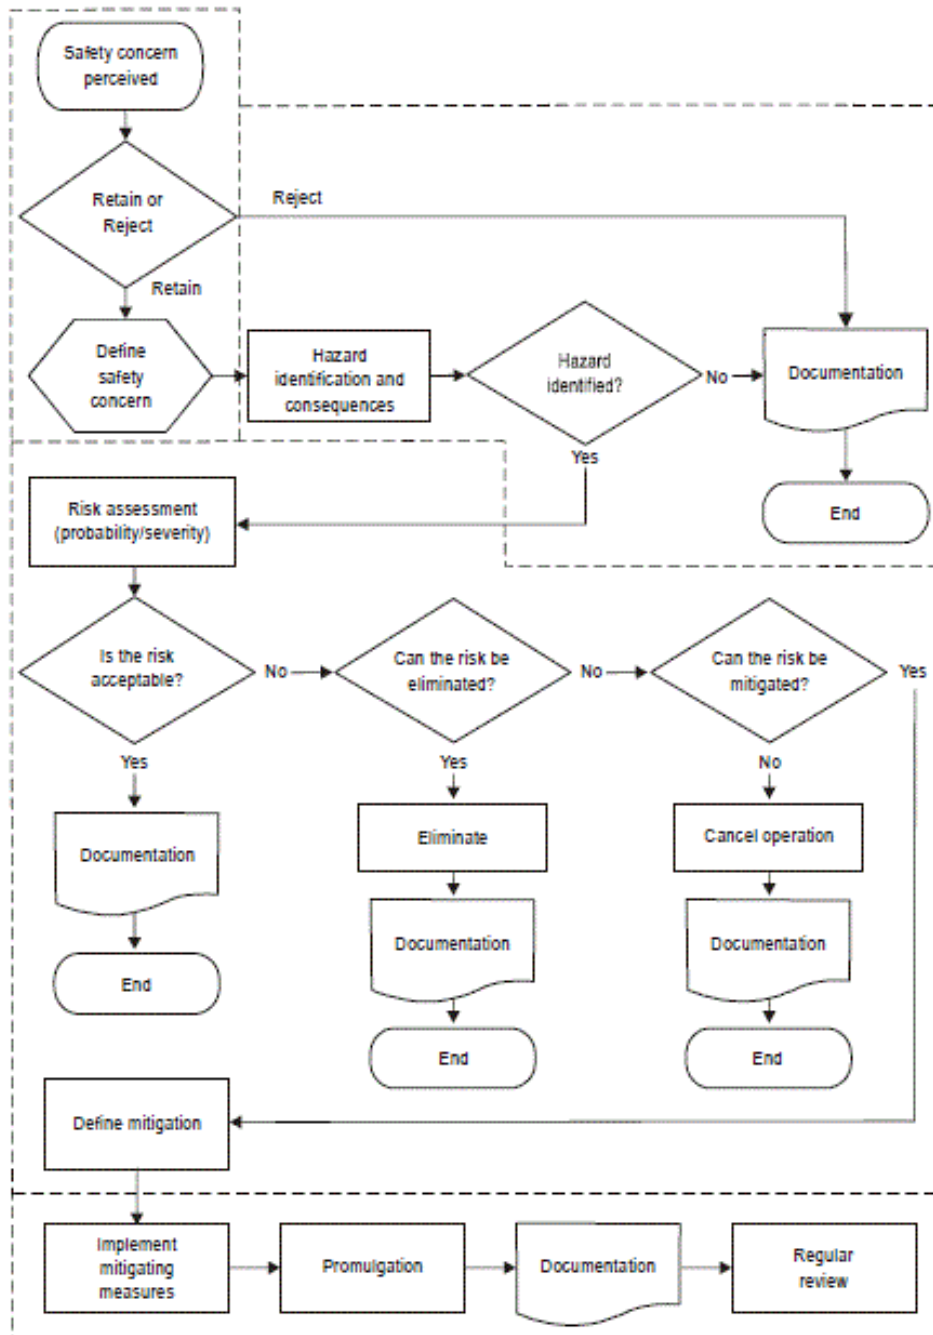 Safety concern
perceived
Retain or
Reject
Reject
Retain
Define
safety
concern
Hazard
identification and
consequences
Hazard
identified?
No
Documentation
Yes
End
Risk assessment
(probability/severity)
Is the risk
acceptable?
No
Can the risk be
eliminated?
No
Can the risk be
mitigated?
Yes
Yes
Yes
No
Documentation
Eliminate
Cancel operation
End
Documentation
Documentation
End
End
Define mitigation
Implement
mitigating
measures
Promulgation
Documentation
Regular
review